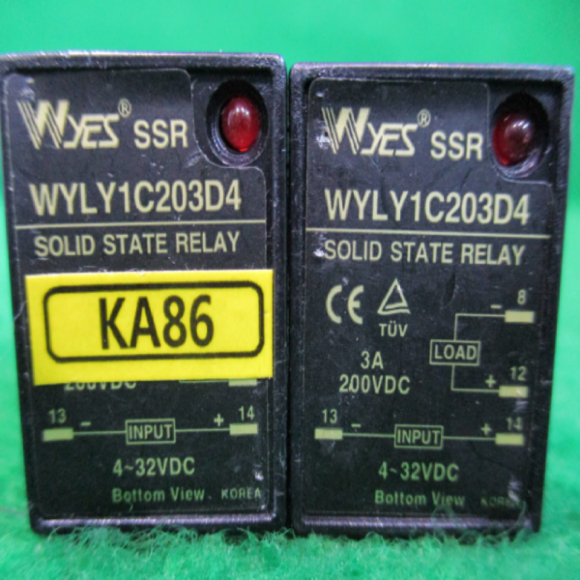 WYES® SSR
WYLY1C203D4
SOLID STATE RELAY
KA86
200VDC
13 − + 14
INPUT
4~32VDC
Bottom View KOREA
WYES® SSR
WYLY1C203D4
SOLID STATE RELAY
CE TÜV
− 8
LOAD
3A
200VDC
+ 12
13 − + 14
INPUT
4~32VDC
Bottom View KOREA